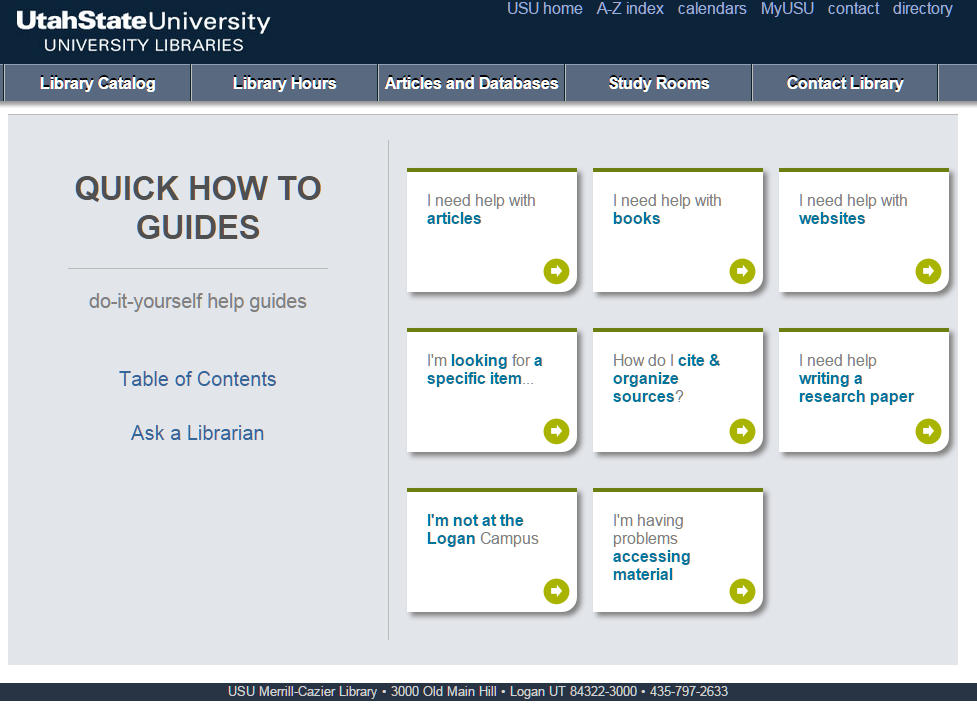 UtahStateUniversity
UNIVERSITY LIBRARIES
USU home A-Z index calendars MyUSU contact directory
Library Catalog Library Hours Articles and Databases Study Rooms Contact Library
QUICK HOW TO
GUIDES
do-it-yourself help guides
Table of Contents
Ask a Librarian
I need help with
articles
I need help with
books
I need help with
websites
I'm looking for a
specific item...
How do I cite &
organize
sources?
I need help
writing a
research paper
I'm not at the
Logan Campus
I'm having
problems
accessing
material
USU Merrill-Cazier Library • 3000 Old Main Hill • Logan UT 84322-3000 • 435-797-2633